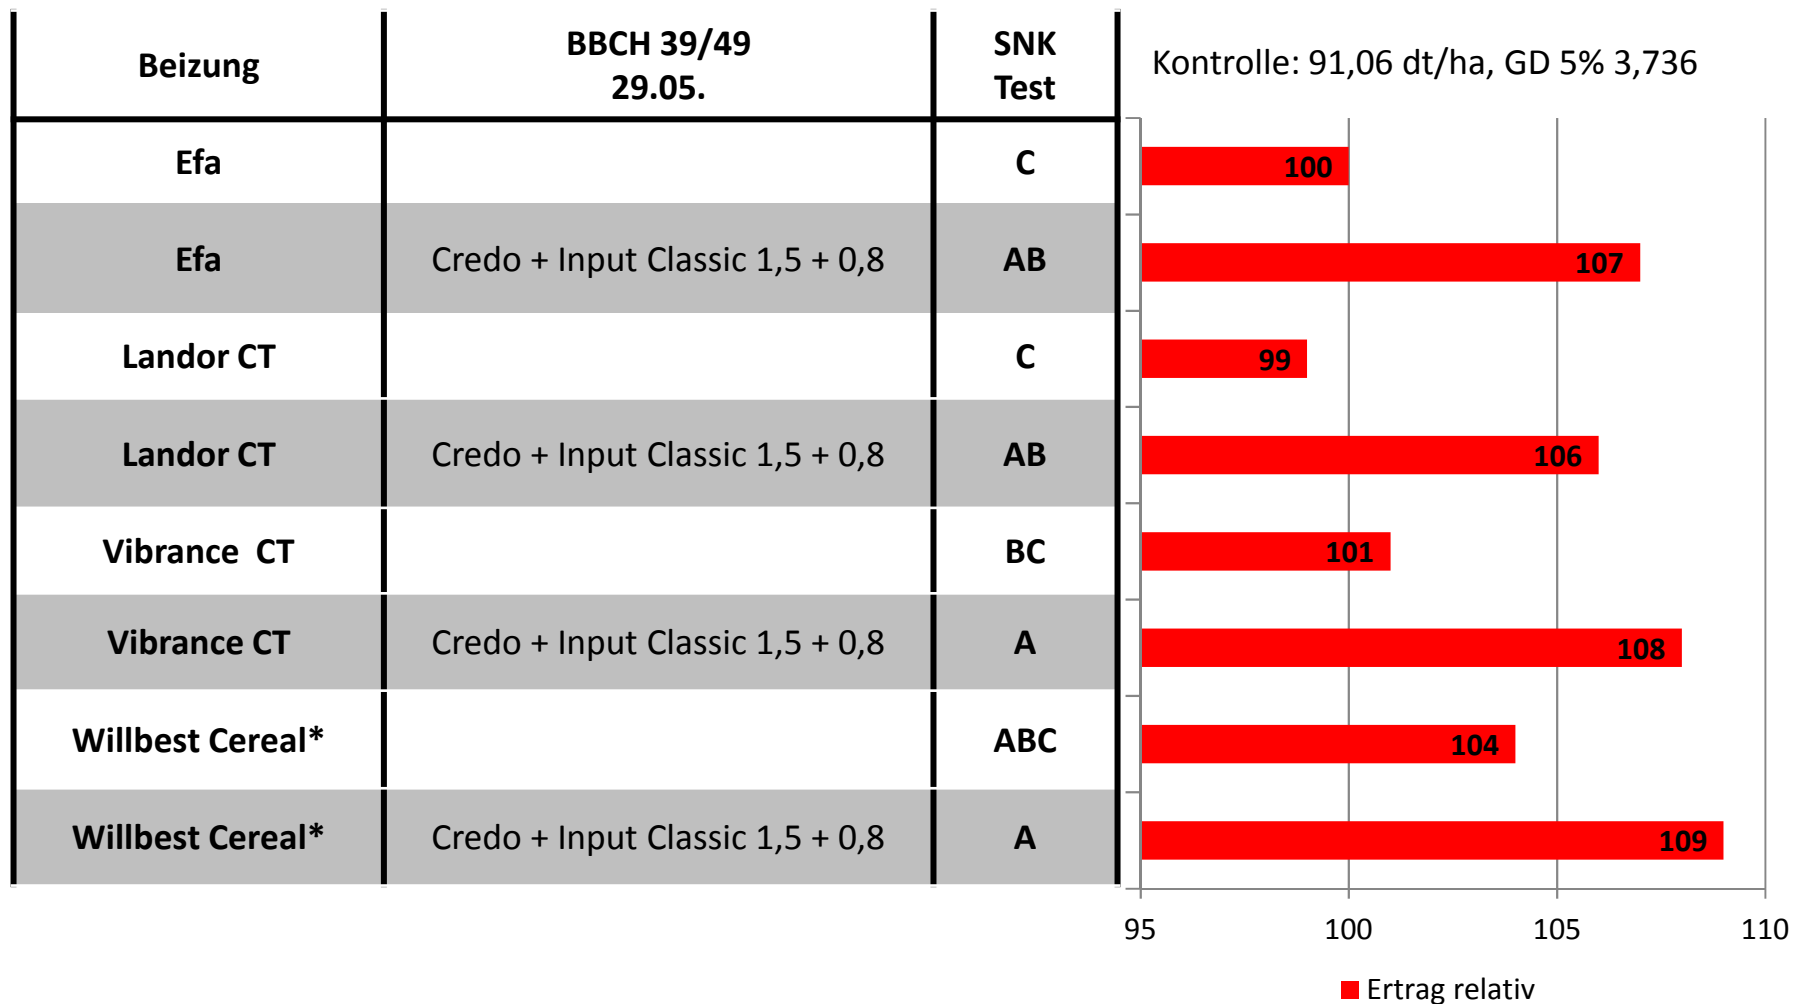 Beizung
BBCH 39/49
29.05.
SNK
Test
Kontrolle: 91,06 dt/ha, GD 5% 3,736
Efa C 100
Efa Credo + Input Classic 1,5 + 0,8 AB 107
Landor CT C 99
Landor CT Credo + Input Classic 1,5 + 0,8 AB 106
Vibrance  CT BC 101
Vibrance CT Credo + Input Classic 1,5 + 0,8 A 108
Willbest Cereal* ABC 104
Willbest Cereal* Credo + Input Classic 1,5 + 0,8 A 109
95 100 105 110
Ertrag relativ